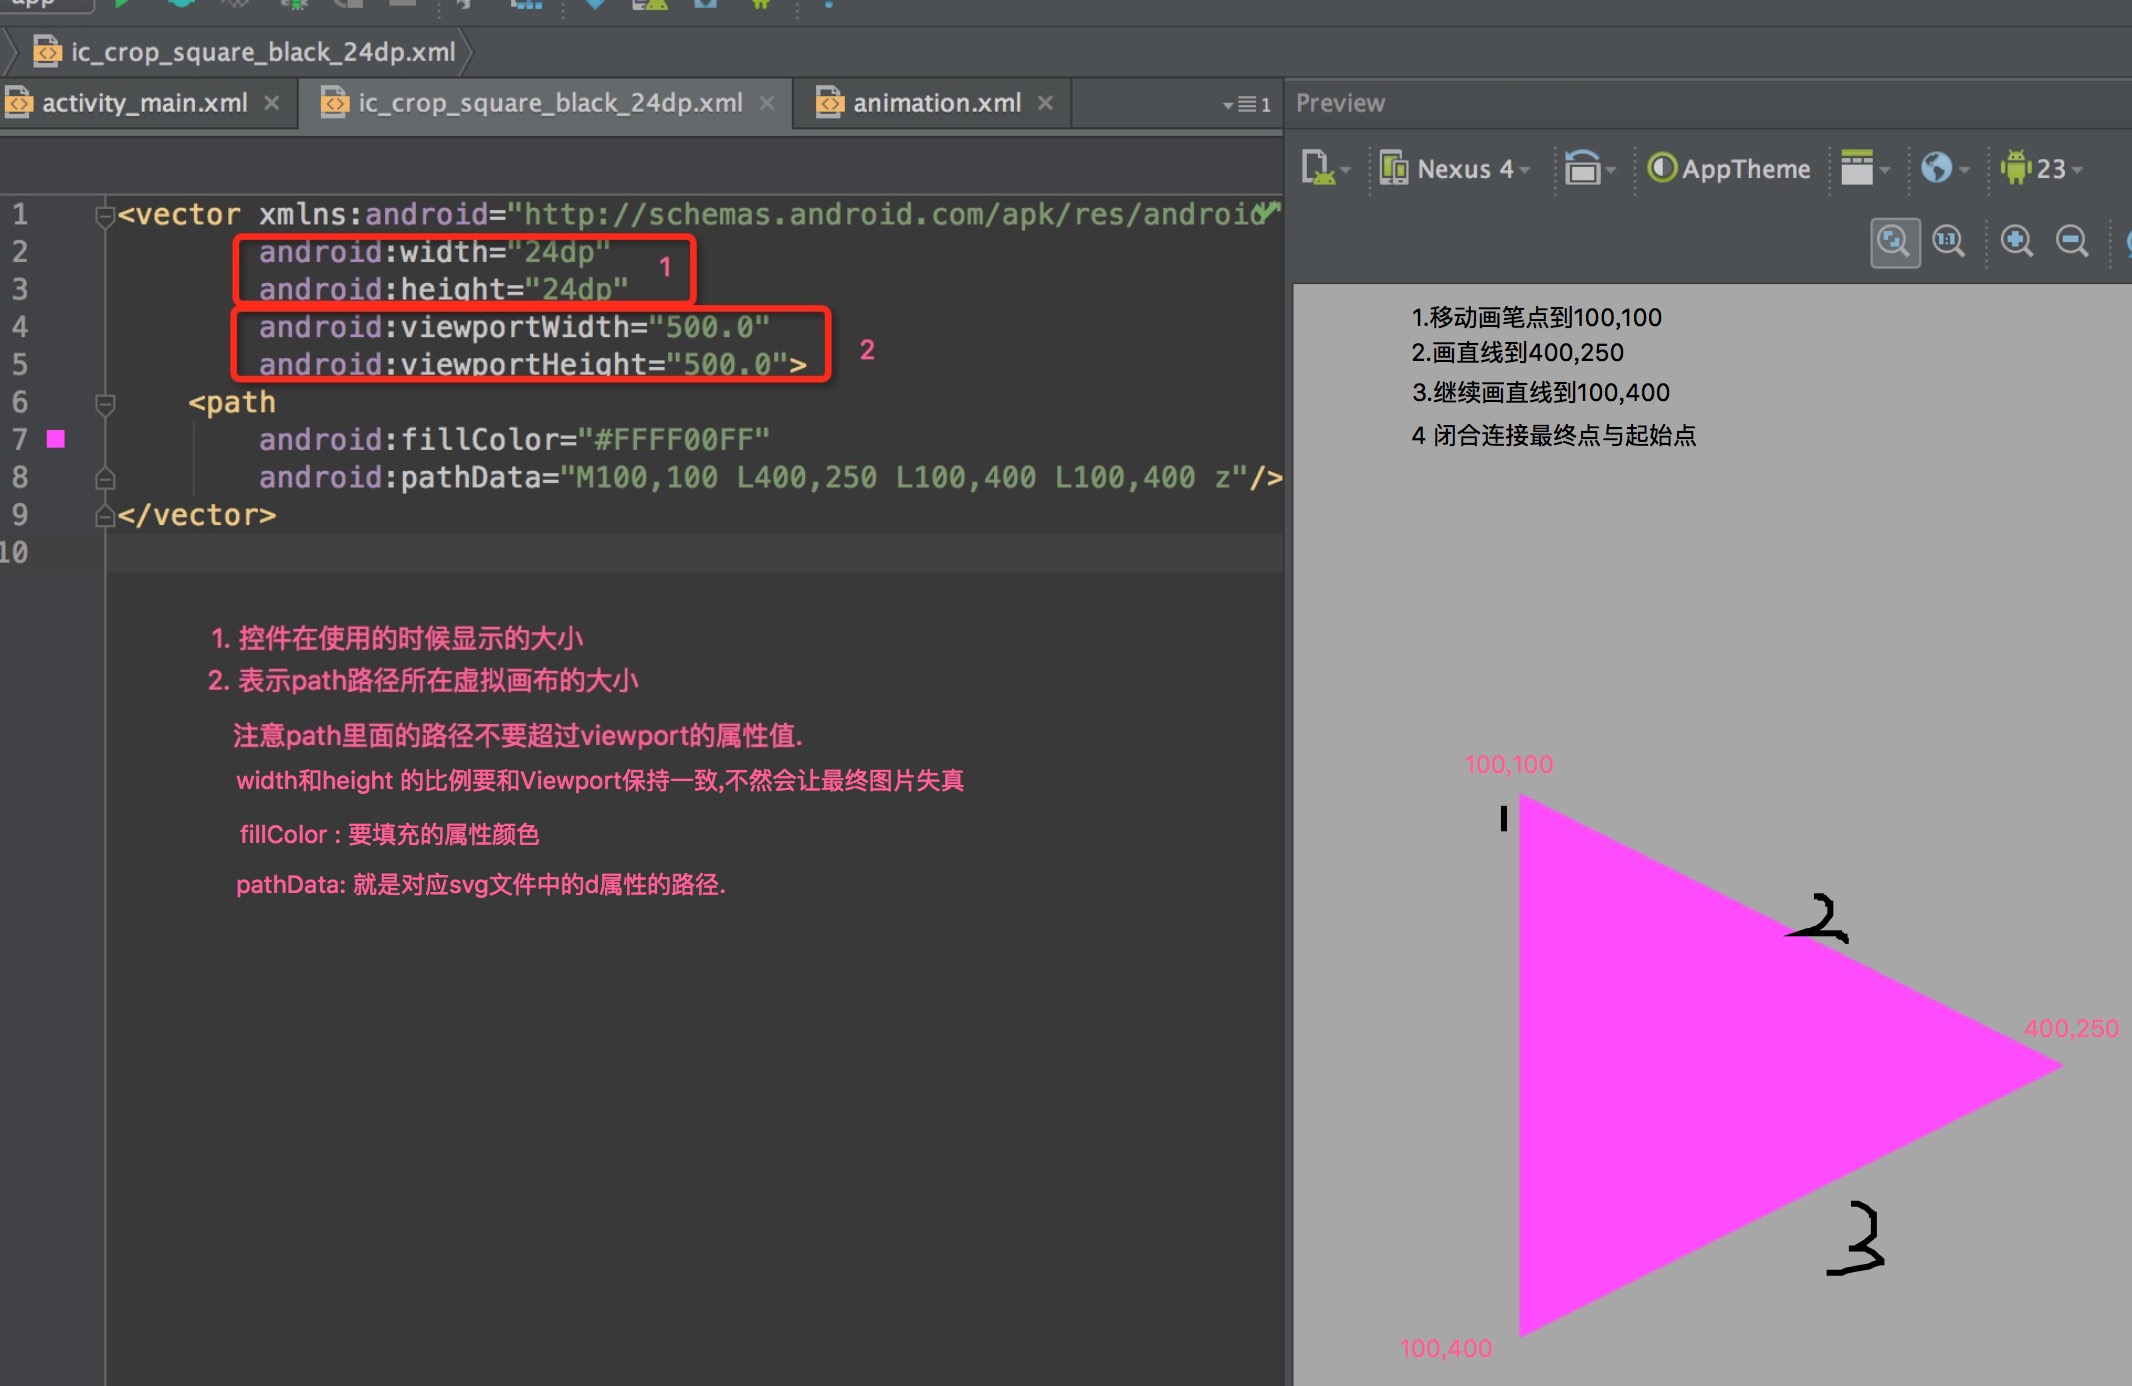 app
ic_crop_square_black_24dp.xml
activity_main.xml
ic_crop_square_black_24dp.xml
animation.xml
1
Preview
Nexus 4
AppTheme
23
1:1
1 <vector xmlns:android="http://schemas.android.com/apk/res/android"
2 android:width="24dp"
1
3 android:height="24dp"
4 android:viewportWidth="500.0"
2
5 android:viewportHeight="500.0">
6 <path
7 android:fillColor="#FFFF00FF"
8 android:pathData="M100,100 L400,250 L100,400 L100,400 z"/>
9 </vector>
10
1. 控件在使用的时候显示的大小
2. 表示path路径所在虚拟画布的大小
注意path里面的路径不要超过viewport的属性值.
width和height 的比例要和Viewport保持一致,不然会让最终图片失真
fillColor : 要填充的属性颜色
pathData: 就是对应svg文件中的d属性的路径.
1.移动画笔点到100,100
2.画直线到400,250
3.继续画直线到100,400
4 闭合连接最终点与起始点
100,100
1
2
400,250
3
100,400